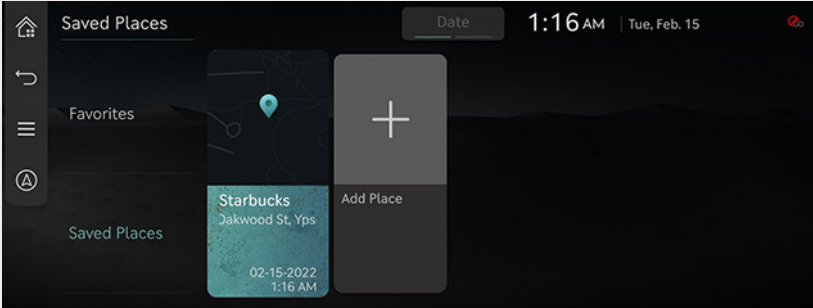 Saved Places
Date
1:16 AM
Tue, Feb. 15
Favorites
Saved Places
Starbucks
Oakwood St, Yps
02-15-2022
1:16 AM
Add Place